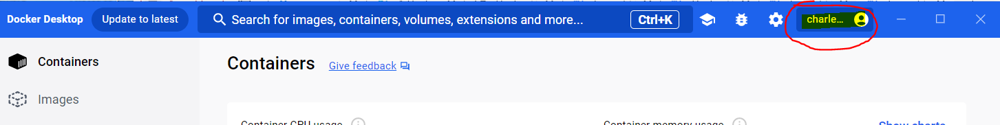 Docker Desktop Update to latest Search for images, containers, volumes, extensions and more... Ctrl+K charle...
Containers
Containers Give feedback
Images
Container CPU usage Container memory usage Show charts